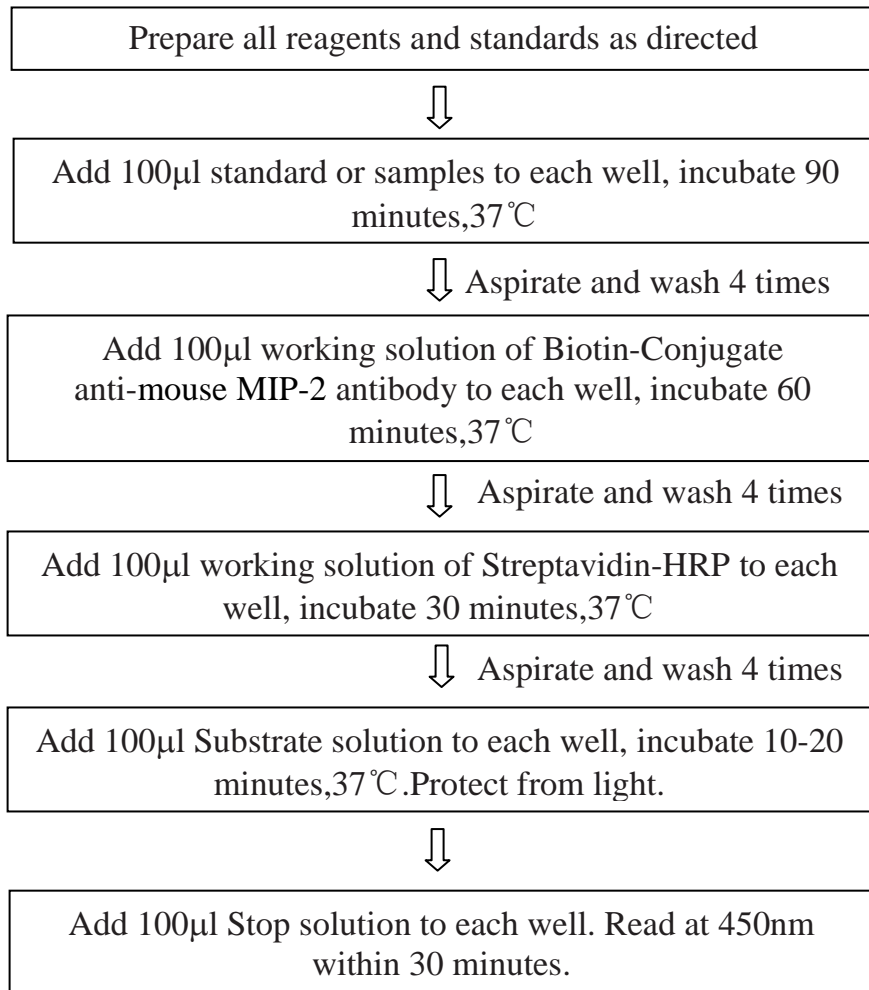 Prepare all reagents and standards as directed
Add 100μl standard or samples to each well, incubate 90
minutes,37℃
Aspirate and wash 4 times
Add 100μl working solution of Biotin-Conjugate
anti-mouse MIP-2 antibody to each well, incubate 60
minutes,37℃
Aspirate and wash 4 times
Add 100μl working solution of Streptavidin-HRP to each
well, incubate 30 minutes,37℃
Aspirate and wash 4 times
Add 100μl Substrate solution to each well, incubate 10-20
minutes,37℃.Protect from light.
Add 100μl Stop solution to each well. Read at 450nm
within 30 minutes.